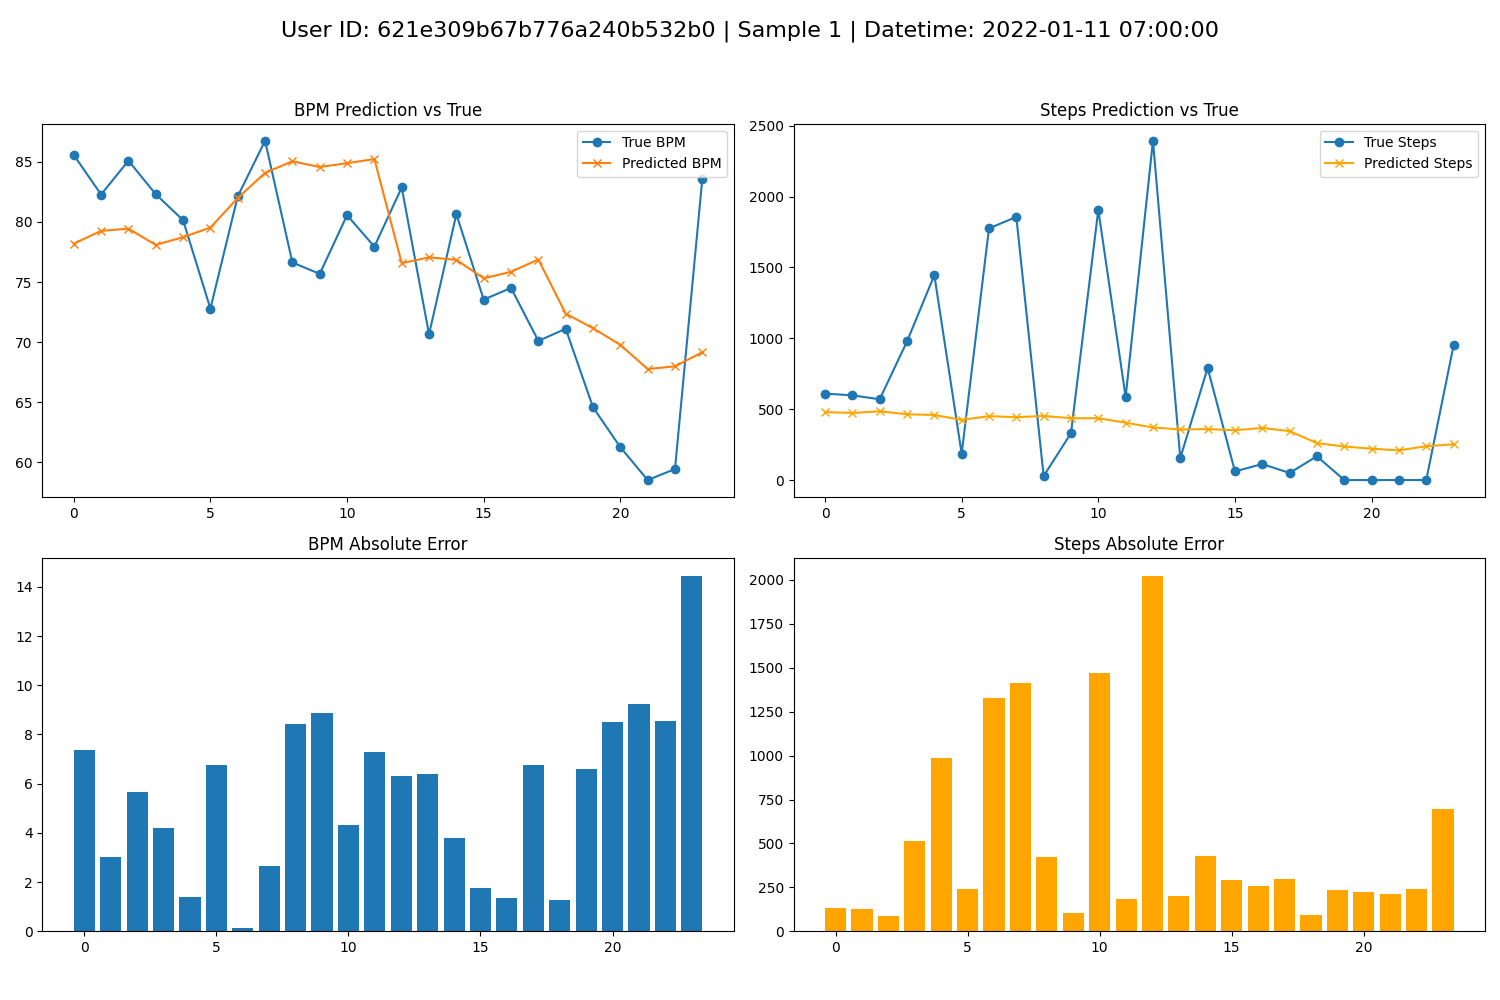 User ID: 621e309b67b776a240b532b0 | Sample 1 | Datetime: 2022-01-11 07:00:00
BPM Prediction vs True
True BPM
Predicted BPM
85
80
75
70
65
60
0 5 10 15 20
Steps Prediction vs True
True Steps
Predicted Steps
2500
2000
1500
1000
500
0
0 5 10 15 20
BPM Absolute Error
14
12
10
8
6
4
2
0
0 5 10 15 20
Steps Absolute Error
2000
1750
1500
1250
1000
750
500
250
0
0 5 10 15 20